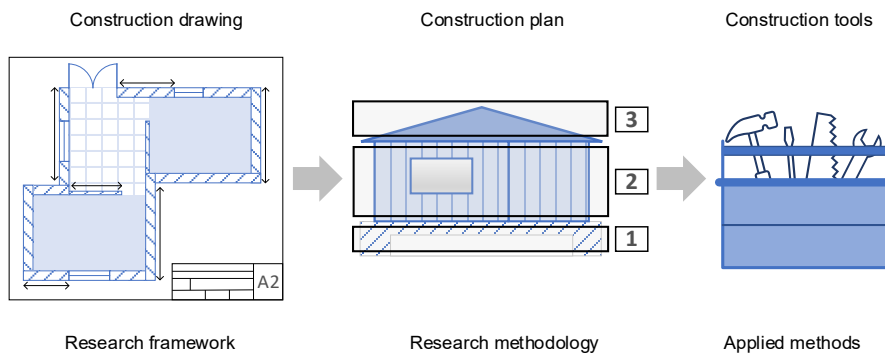 Construction drawing
Construction plan
Construction tools
3
2
1
A2
Research framework
Research methodology
Applied methods